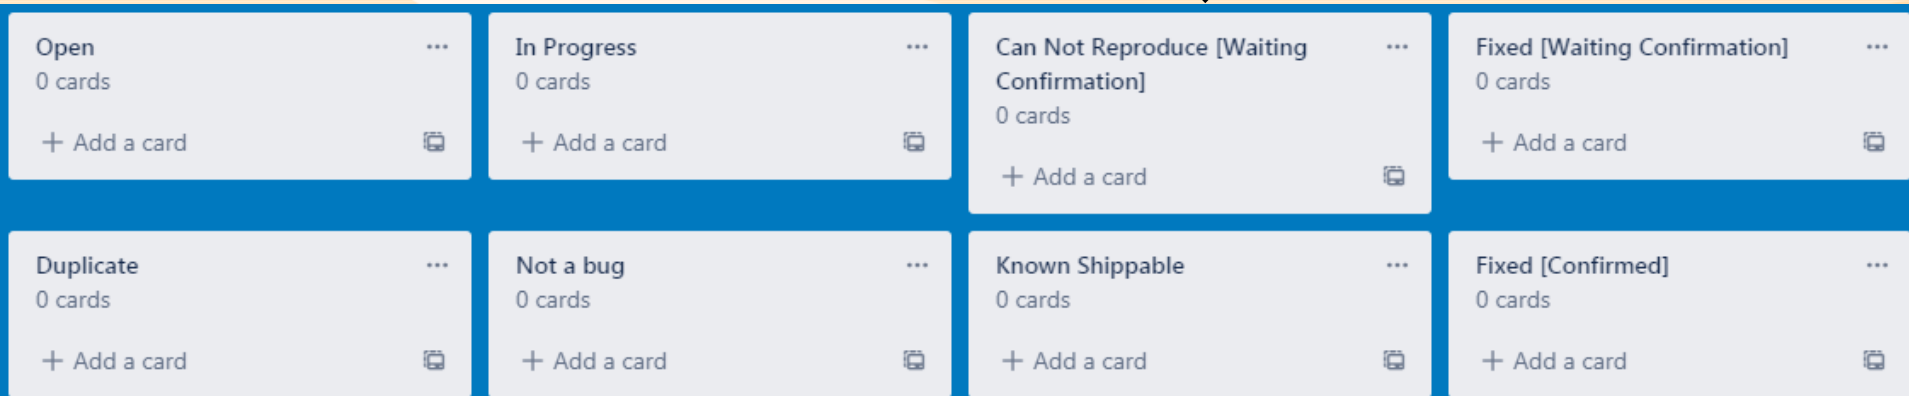 Open
0 cards
+ Add a card
In Progress
0 cards
+ Add a card
Can Not Reproduce [Waiting
Confirmation]
0 cards
+ Add a card
Fixed [Waiting Confirmation]
0 cards
+ Add a card
Duplicate
0 cards
+ Add a card
Not a bug
0 cards
+ Add a card
Known Shippable
0 cards
+ Add a card
Fixed [Confirmed]
0 cards
+ Add a card